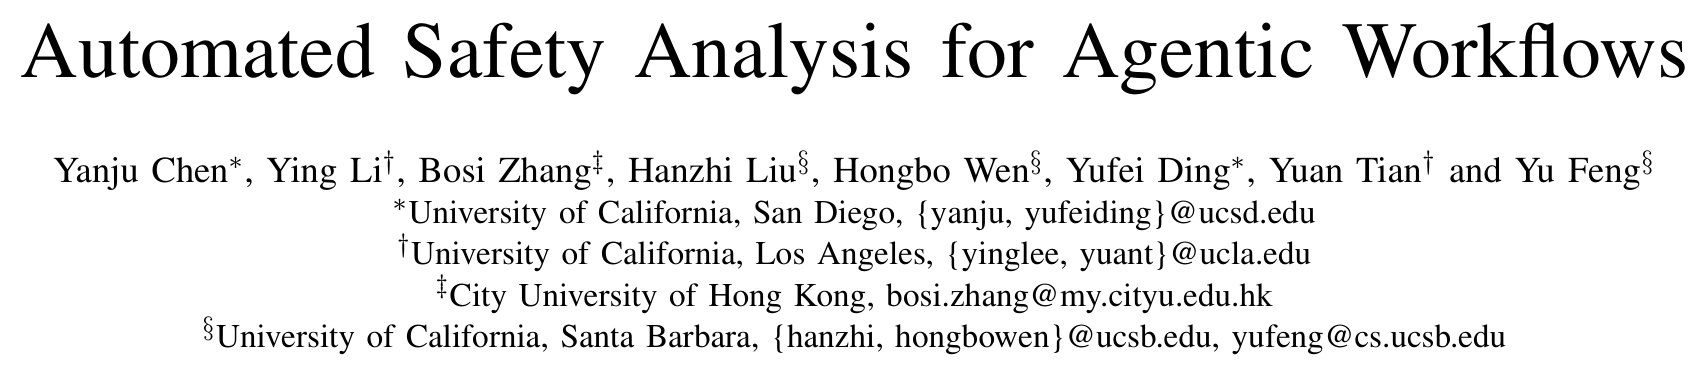 Automated Safety Analysis for Agentic Workflows
Yanju Chen*, Ying Li†, Bosi Zhang‡, Hanzhi Liu§, Hongbo Wen§, Yufei Ding*, Yuan Tian† and Yu Feng§
*University of California, San Diego, {yanju, yufeiding}@ucsd.edu
†University of California, Los Angeles, {yinglee, yuant}@ucla.edu
‡City University of Hong Kong, bosi.zhang@my.cityu.edu.hk
§University of California, Santa Barbara, {hanzhi, hongbowen}@ucsb.edu, yufeng@cs.ucsb.edu